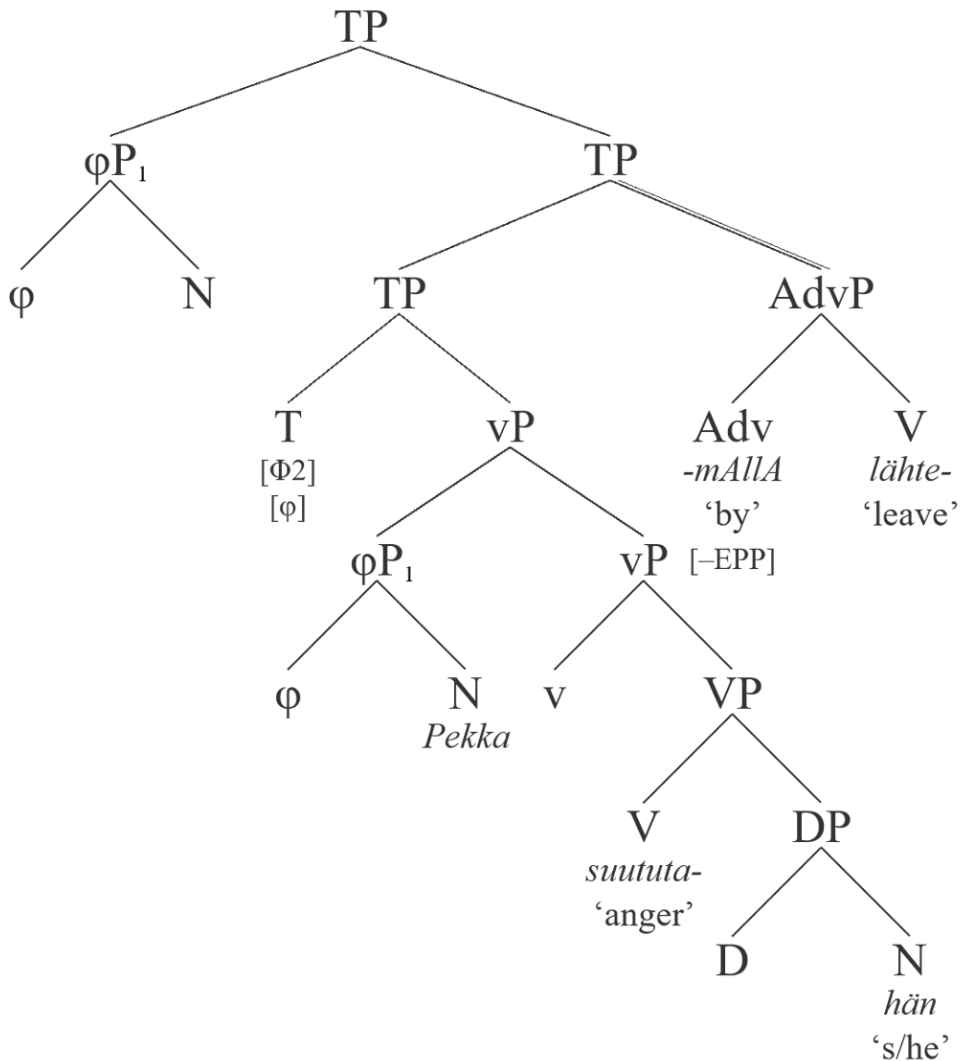 TP
φP₁ TP
φ N TP AdvP
T vP Adv V
[Φ2] -mAllA lähte-
[φ] ‘by’ ‘leave’
φP₁ vP [–EPP]
φ N v VP
Pekka
V DP
suututa-
‘anger’
D N
hän
‘s/he’